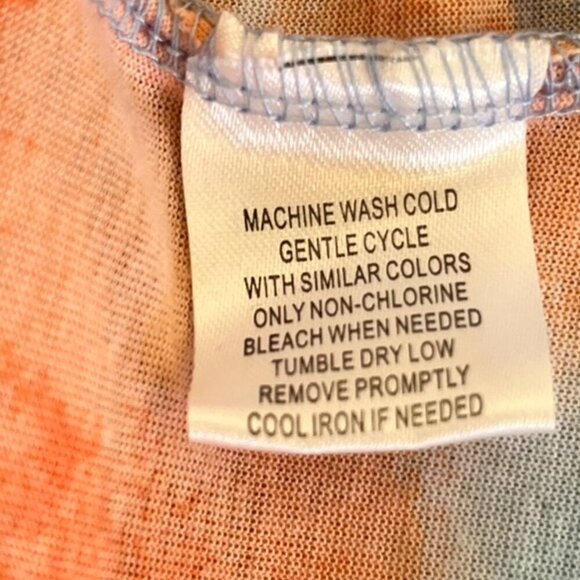 MACHINE WASH COLD
GENTLE CYCLE
WITH SIMILAR COLORS
ONLY NON-CHLORINE
BLEACH WHEN NEEDED
TUMBLE DRY LOW
REMOVE PROMPTLY
COOL IRON IF NEEDED